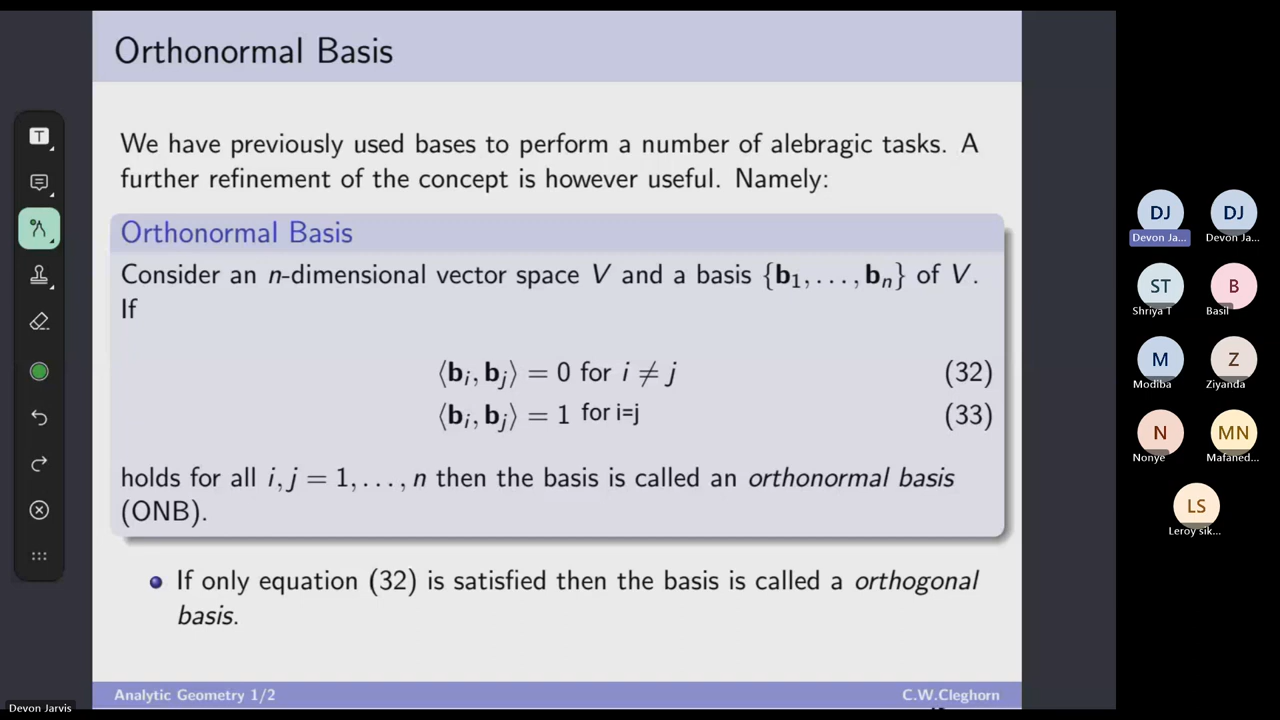 Orthonormal Basis
We have previously used bases to perform a number of alebragic tasks. A
further refinement of the concept is however useful. Namely:
Orthonormal Basis
Consider an n-dimensional vector space V and a basis {b₁, . . . , bₙ} of V.
If
⟨bᵢ, bⱼ⟩ = 0 for i ≠ j (32)
⟨bᵢ, bⱼ⟩ = 1 for i=j (33)
holds for all i, j = 1, . . . , n then the basis is called an orthonormal basis
(ONB).
If only equation (32) is satisfied then the basis is called a orthogonal
basis.
Analytic Geometry 1/2 C.W.Cleghorn
Devon Jarvis
T
DJ DJ
Devon Ja... Devon Ja...
ST B
Shriya T Basil
M Z
Modiba Ziyanda
N MN
Nonye Mafaned...
LS
Leroy sik...